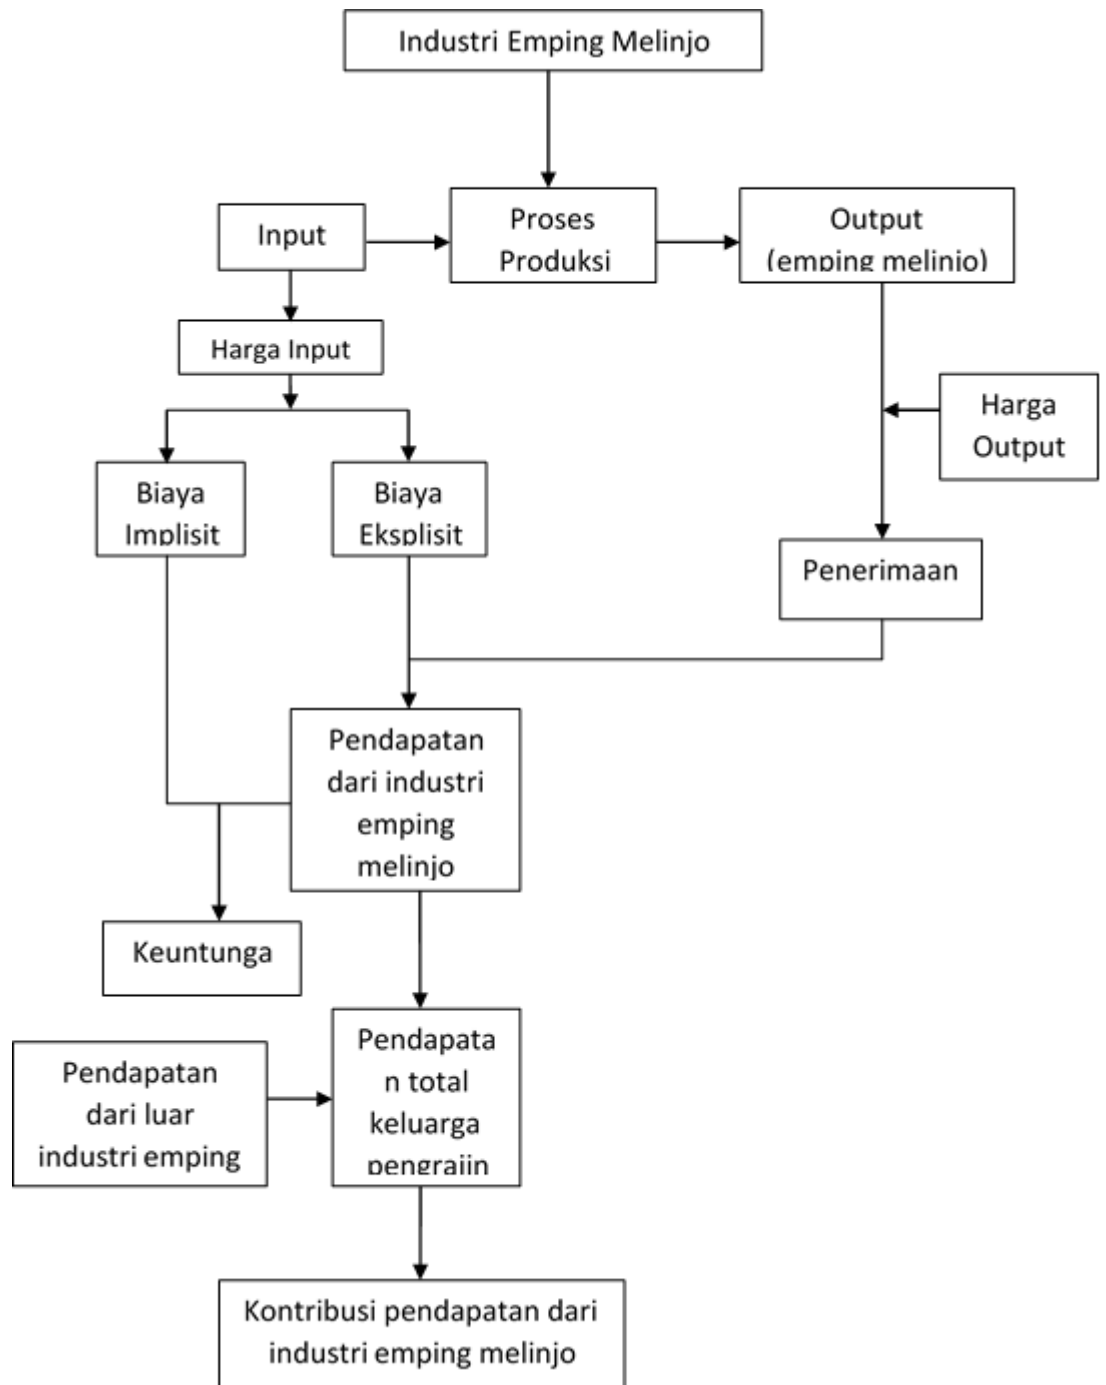 Industri Emping Melinjo
Input
Proses
Produksi
Output
(emping melinjo)
Harga Input
Harga
Output
Biaya
Implisit
Biaya
Eksplisit
Penerimaan
Pendapatan
dari industri
emping
melinjo
Keuntunga
Pendapatan
dari luar
industri emping
Pendapata
n total
keluarga
pengrajin
Kontribusi pendapatan dari
industri emping melinjo